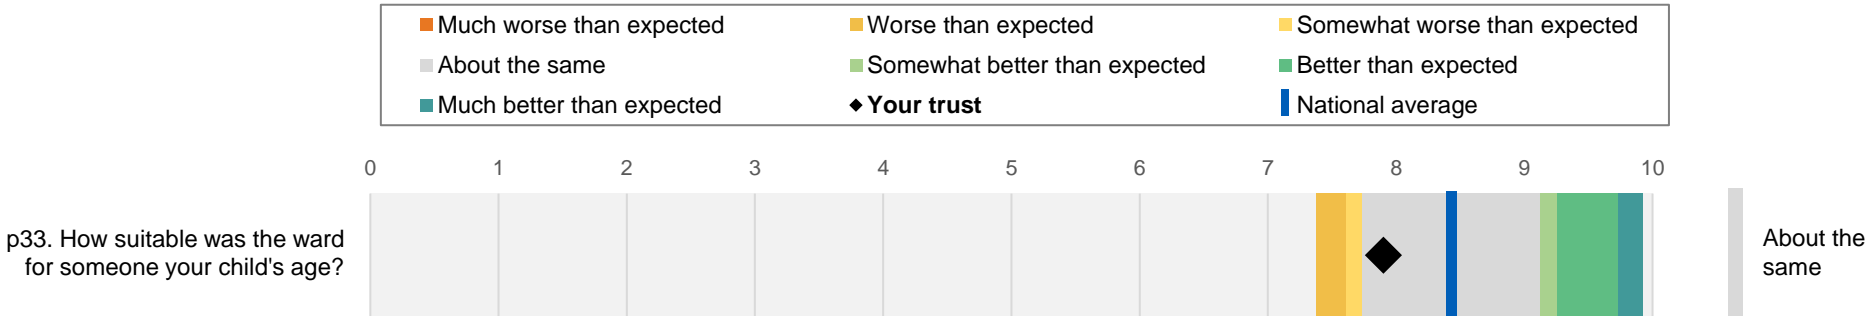 Much worse than expected Worse than expected Somewhat worse than expected
About the same Somewhat better than expected Better than expected
Much better than expected Your trust National average
0 1 2 3 4 5 6 7 8 9 10
p33. How suitable was the ward
for someone your child's age?
About the
same